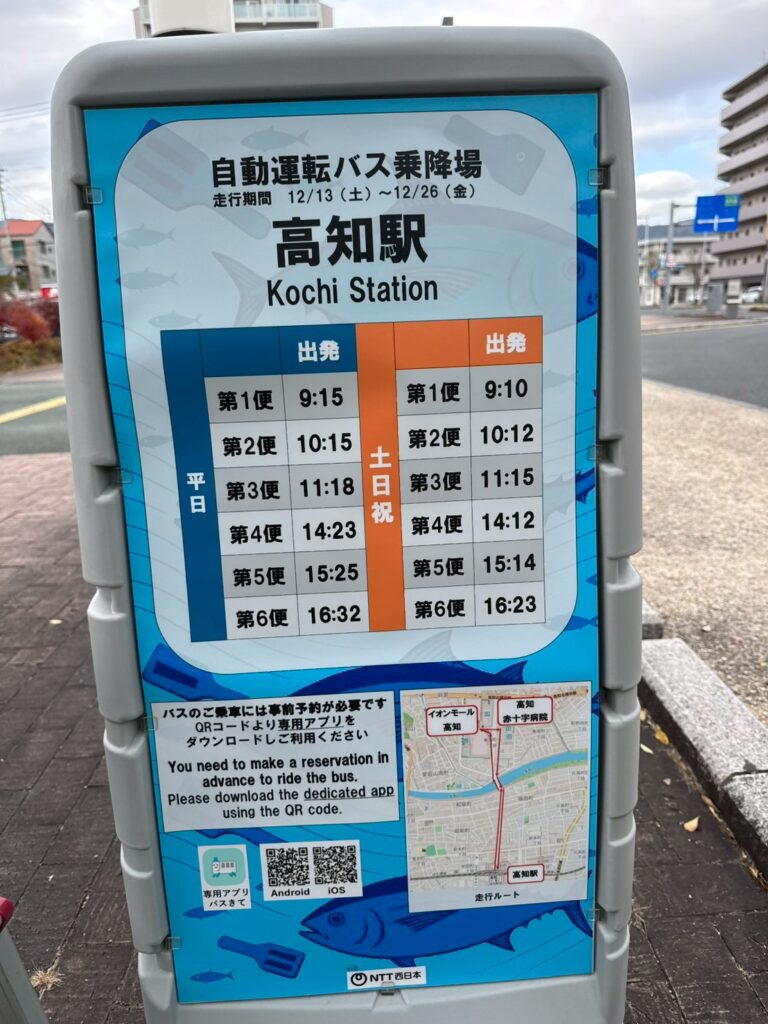 自動運転バス乗降場
走行期間 12/13（土）～12/26（金）
高知駅
Kochi Station
平日
出発
第1便 9:15
第2便 10:15
第3便 11:18
第4便 14:23
第5便 15:25
第6便 16:32
土日祝
出発
第1便 9:10
第2便 10:12
第3便 11:15
第4便 14:12
第5便 15:14
第6便 16:23
バスのご乗車には事前予約が必要です
QRコードより専用アプリを
ダウンロードしご利用ください
You need to make a reservation in
advance to ride the bus.
Please download the dedicated app
using the QR code.
専用アプリ
バスきて
Android
iOS
イオンモール
高知
高知
赤十字病院
高知駅
走行ルート
NTT西日本